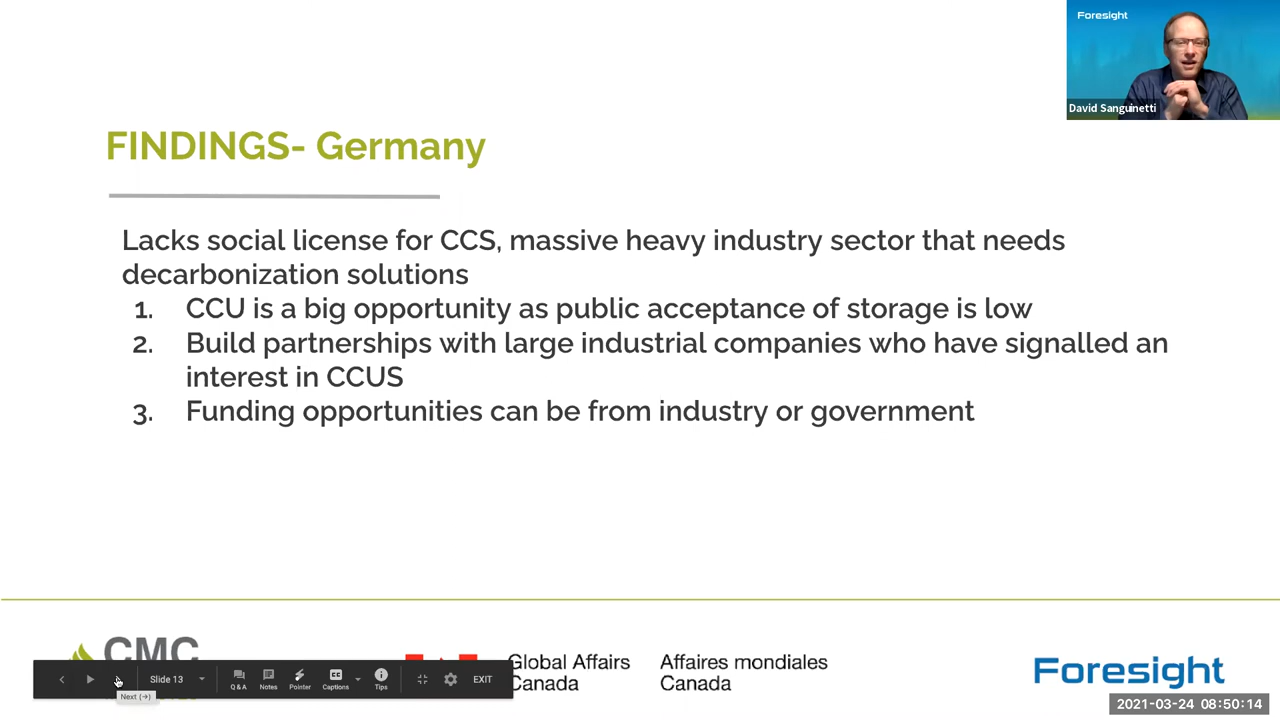 Foresight
David Sanguinetti
FINDINGS- Germany
Lacks social license for CCS, massive heavy industry sector that needs
decarbonization solutions
1. CCU is a big opportunity as public acceptance of storage is low
2. Build partnerships with large industrial companies who have signalled an
interest in CCUS
3. Funding opportunities can be from industry or government
CMC
Global Affairs Affaires mondiales
Canada Canada
Foresight
Slide 13
Q & A Notes Pointer Captions Tips EXIT
Next (→)
2021-03-24 08:50:14